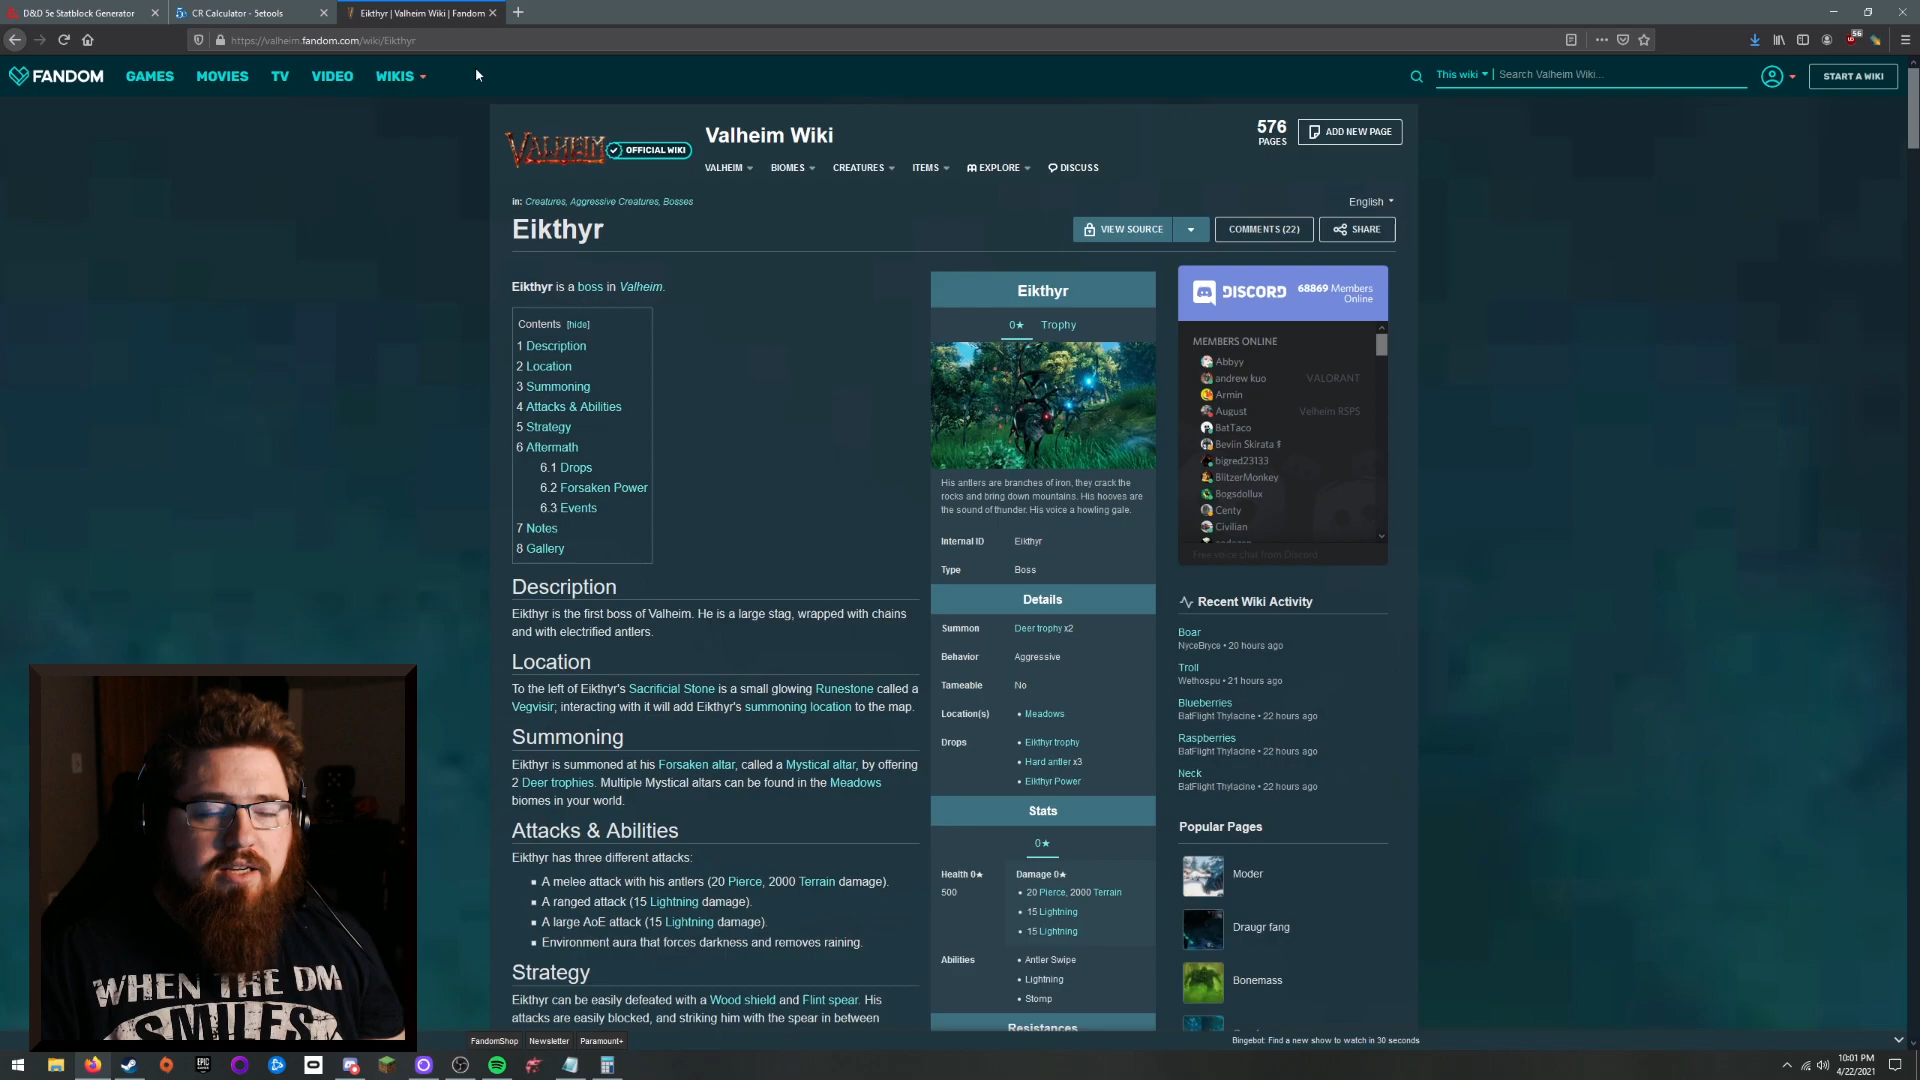 D&D 5e Statblock Generator
CR Calculator - 5etools
Eikthyr | Valheim Wiki | Fandom
https://valheim.fandom.com/wiki/Eikthyr
56
FANDOM
GAMES
MOVIES
TV
VIDEO
WIKIS
This wiki
Search Valheim Wiki...
START A WIKI
VALHEIM
OFFICIAL WIKI
Valheim Wiki
576
PAGES
ADD NEW PAGE
VALHEIM
BIOMES
CREATURES
ITEMS
EXPLORE
DISCUSS
in: Creatures, Aggressive Creatures, Bosses
English
Eikthyr
VIEW SOURCE
COMMENTS (22)
SHARE
Eikthyr is a boss in Valheim.
Contents [hide]
1 Description
2 Location
3 Summoning
4 Attacks & Abilities
5 Strategy
6 Aftermath
6.1 Drops
6.2 Forsaken Power
6.3 Events
7 Notes
8 Gallery
Description
Eikthyr is the first boss of Valheim. He is a large stag, wrapped with chains
and with electrified antlers.
Location
To the left of Eikthyr's Sacrificial Stone is a small glowing Runestone called a
Vegvisir; interacting with it will add Eikthyr's summoning location to the map.
Summoning
Eikthyr is summoned at his Forsaken altar, called a Mystical altar, by offering
2 Deer trophies. Multiple Mystical altars can be found in the Meadows
biomes in your world.
Attacks & Abilities
Eikthyr has three different attacks:
A melee attack with his antlers (20 Pierce, 2000 Terrain damage).
A ranged attack (15 Lightning damage).
A large AoE attack (15 Lightning damage).
Environment aura that forces darkness and removes raining.
Strategy
Eikthyr can be easily defeated with a Wood shield and Flint spear. His
attacks are easily blocked, and striking him with the spear in between
Eikthyr
0★
Trophy
His antlers are branches of iron, they crack the
rocks and bring down mountains. His hooves are
the sound of thunder. His voice a howling gale.
Internal ID
Eikthyr
Type
Boss
Details
Summon
Deer trophy x2
Behavior
Aggressive
Tameable
No
Location(s)
• Meadows
Drops
• Eikthyr trophy
• Hard antler x3
• Eikthyr Power
Stats
0★
Health 0★
500
Damage 0★
• 20 Pierce, 2000 Terrain
• 15 Lightning
• 15 Lightning
Abilities
• Antler Swipe
• Lightning
• Stomp
Resistances
DISCORD
68869 Members
Online
MEMBERS ONLINE
Abbyy
andrew kuo
VALORANT
Armin
August
Velheim RSPS
BatTaco
Beviin Skirata
bigred23133
BlitzerMonkey
Bogsdollux
Centy
Civilian
Free voice chat from Discord
Recent Wiki Activity
Boar
NyceBryce • 20 hours ago
Troll
Wethospu • 21 hours ago
Blueberries
BatFlight Thylacine • 22 hours ago
Raspberries
BatFlight Thylacine • 22 hours ago
Neck
BatFlight Thylacine • 22 hours ago
Popular Pages
Moder
Draugr fang
Bonemass
WHEN THE DM
SMILES
FandomShop
Newsletter
Paramount+
Bingebot: Find a new show to watch in 30 seconds
EPIC
10:01 PM
4/22/2021